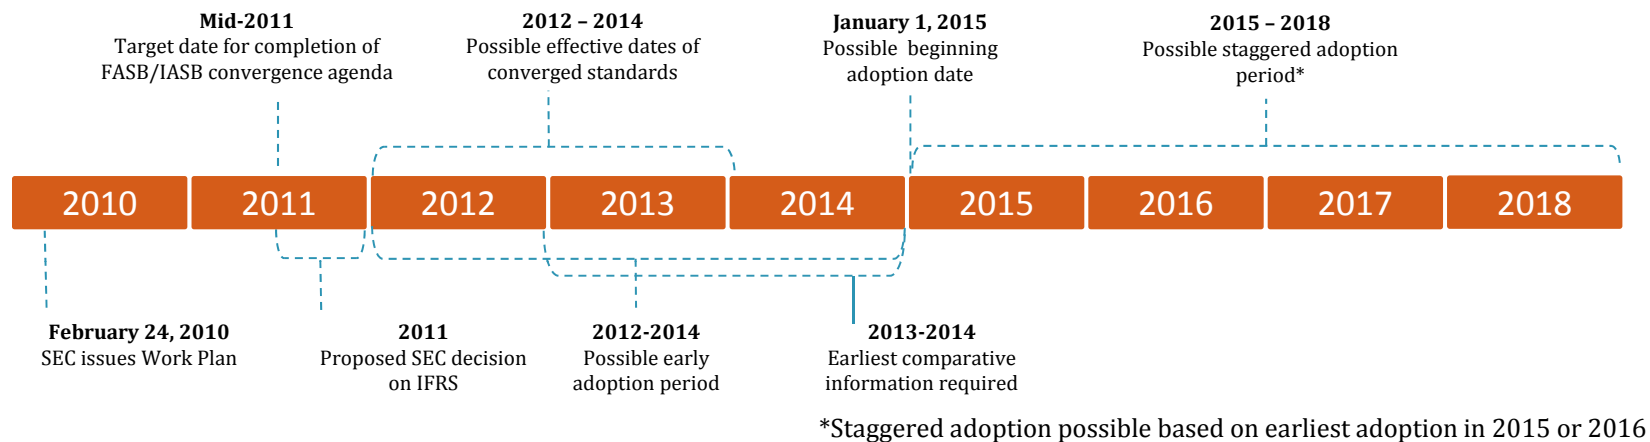 Mid-2011
Target date for completion of
FASB/IASB convergence agenda
2012 – 2014
Possible effective dates of
converged standards
January 1, 2015
Possible beginning
adoption date
2015 – 2018
Possible staggered adoption
period*
2010
2011
2012
2013
2014
2015
2016
2017
2018
February 24, 2010
SEC issues Work Plan
2011
Proposed SEC decision
on IFRS
2012-2014
Possible early
adoption period
2013-2014
Earliest comparative
information required
*Staggered adoption possible based on earliest adoption in 2015 or 2016